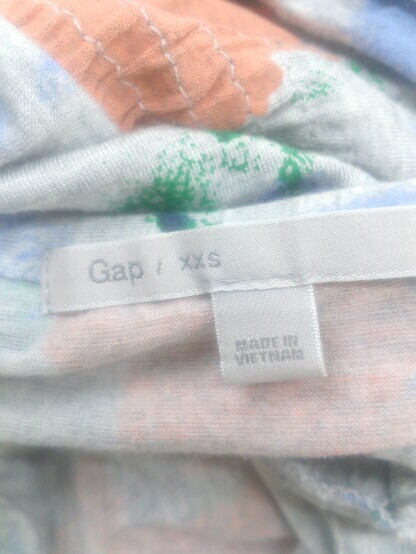 Gap / XXS
MADE IN
VIETNAM